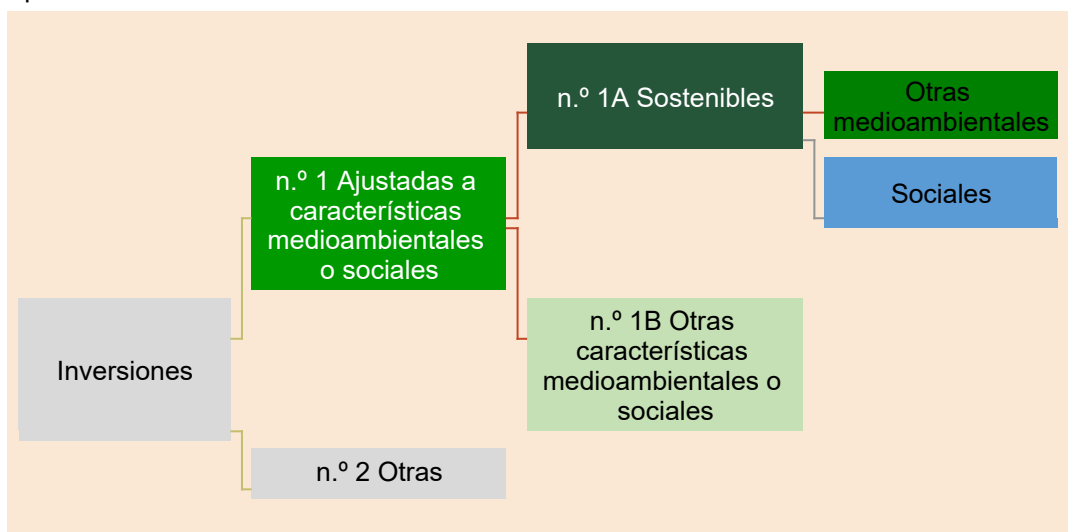 Inversiones
n.º 1 Ajustadas a
características
medioambientales
o sociales
n.º 2 Otras
n.º 1A Sostenibles
n.º 1B Otras
características
medioambientales o
sociales
Otras
medioambientales
Sociales